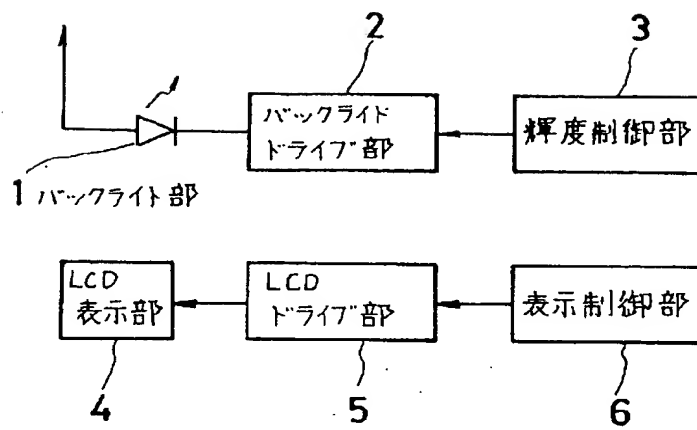 2
3
バックライド
ドライブ部
輝度制御部
1 バックライト部
LCD
表示部
LCD
ドライブ部
表示制御部
4
5
6